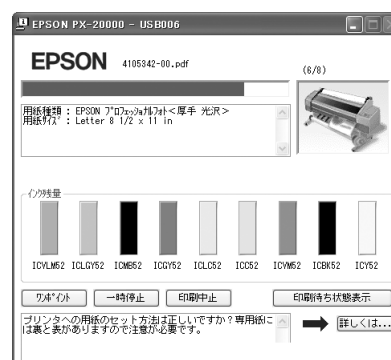 EPSON PX-20000 - USB006
EPSON 4105342-00.pdf
(6/8)
用紙種類 : EPSON ﾌﾟﾛﾌｪｯｼｮﾅﾙﾌｫﾄ<厚手 光沢>
用紙ｻｲｽﾞ : Letter 8 1/2 x 11 in
ｲﾝｸ残量
ICVLM52 ICLGY52 ICMB52 ICGY52 ICLC52 ICC52 ICVM52 ICBK52 ICY52
ﾜﾝﾎﾟｲﾝﾄ 一時停止 印刷中止 印刷待ち状態表示
プリンタへの用紙のセット方法は正しいですか？専用紙に
は裏と表がありますので注意が必要です。
詳しくは...